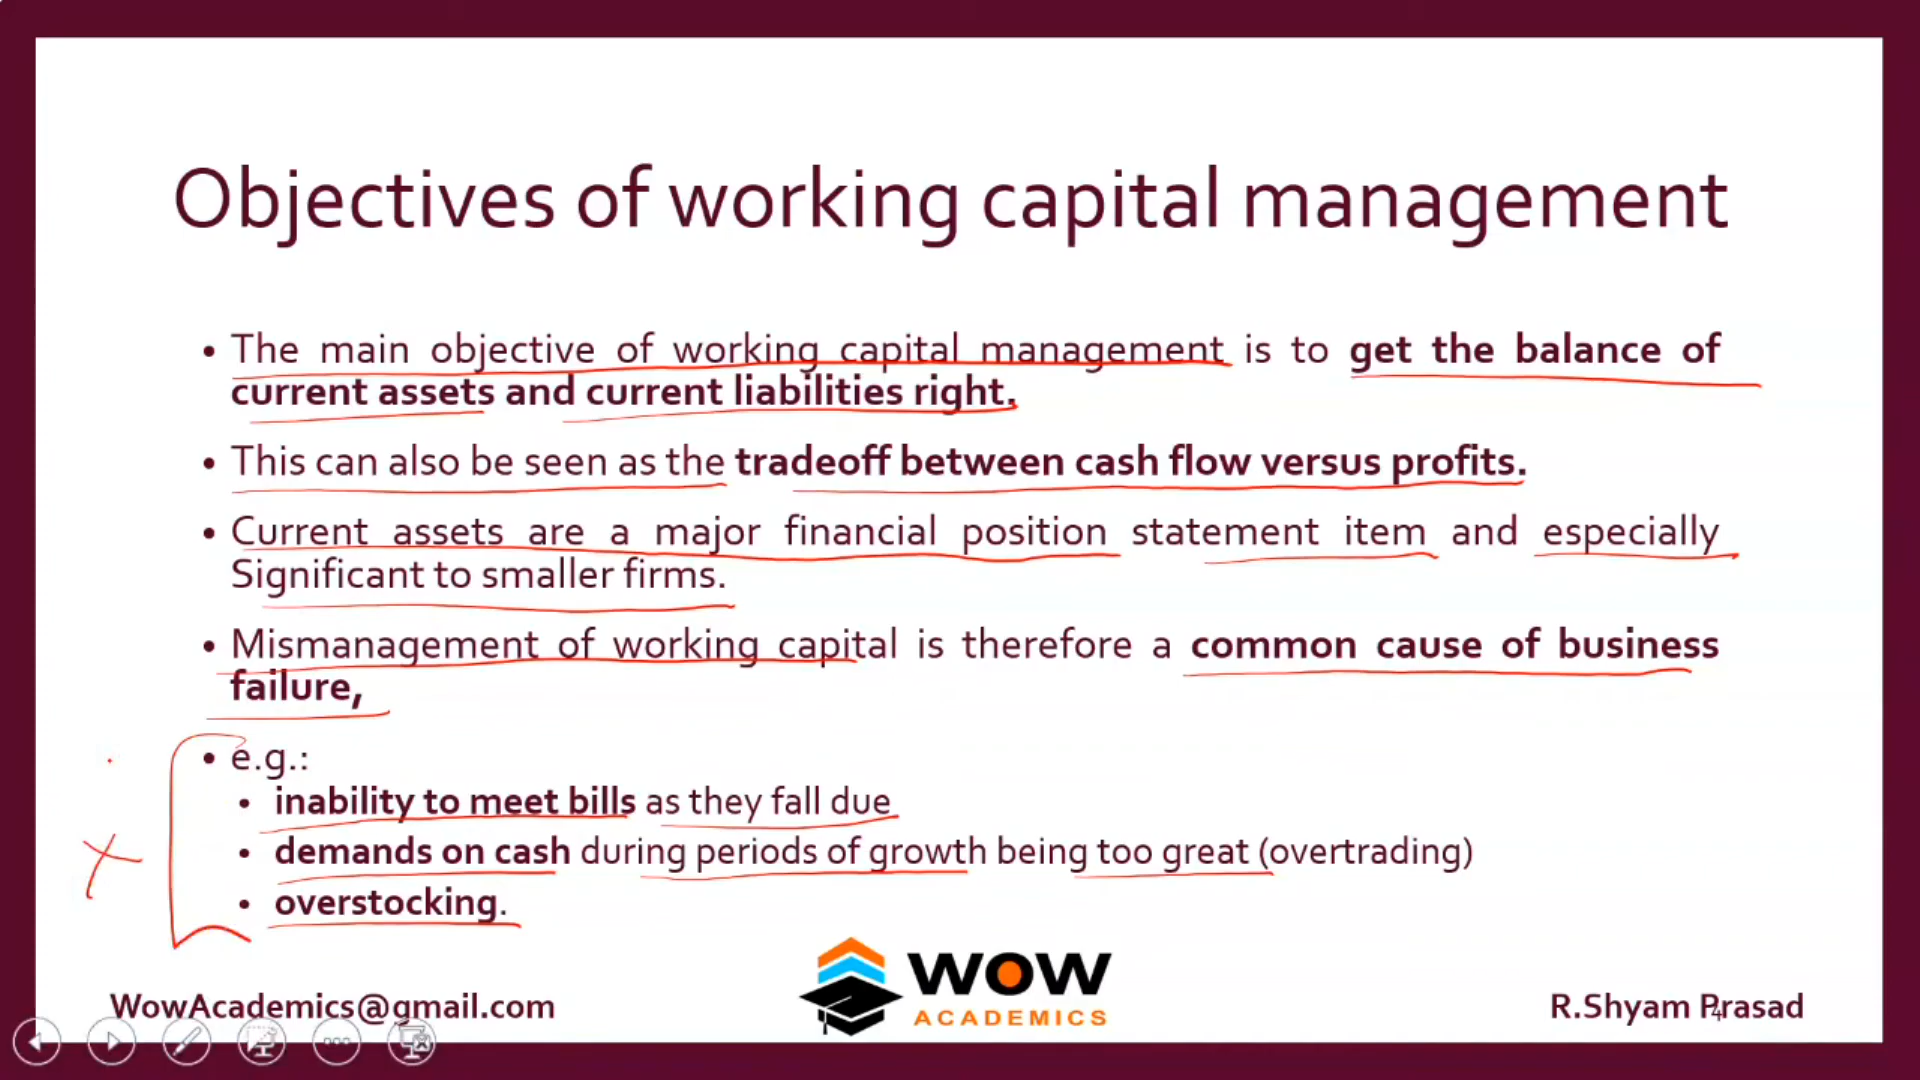 Objectives of working capital management
• The main objective of working capital management is to get the balance of
current assets and current liabilities right.
• This can also be seen as the tradeoff between cash flow versus profits.
• Current assets are a major financial position statement item and especially
Significant to smaller firms.
• Mismanagement of working capital is therefore a common cause of business
failure,
• e.g.:
• inability to meet bills as they fall due
• demands on cash during periods of growth being too great (overtrading)
• overstocking.
WOW
ACADEMICS
WowAcademics@gmail.com
R.Shyam Prasad
4